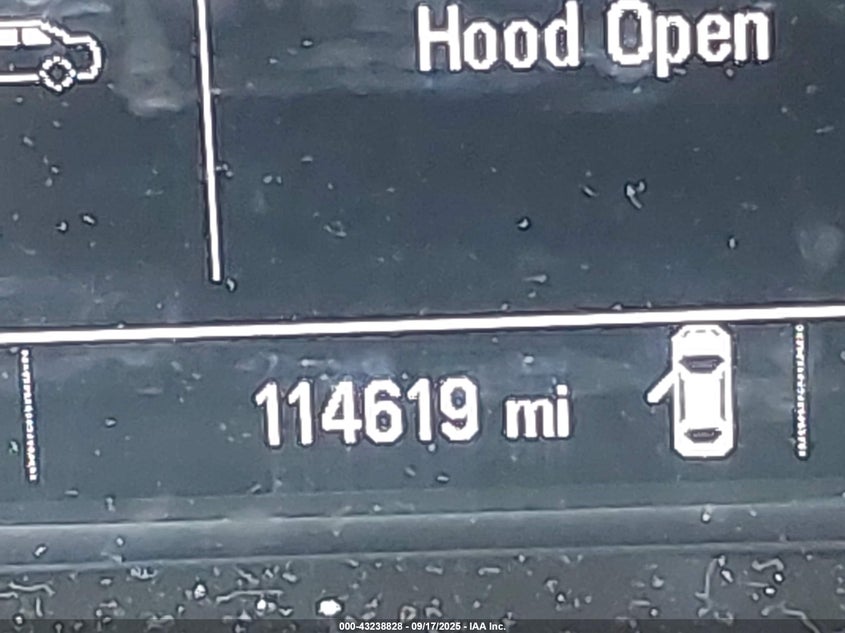 Hood Open
114619 mi
000-43238828 - 09/17/2025 - IAA Inc.